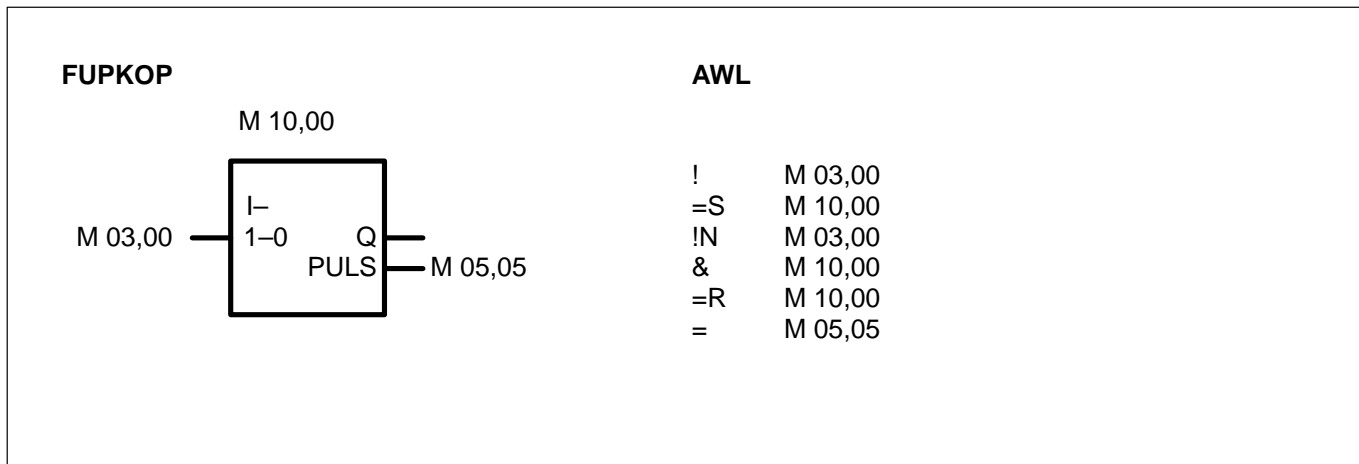 FUPKOP
M 10,00
I–
M 03,00 1–0 Q
PULS M 05,05
AWL
! M 03,00
=S M 10,00
!N M 03,00
& M 10,00
=R M 10,00
= M 05,05